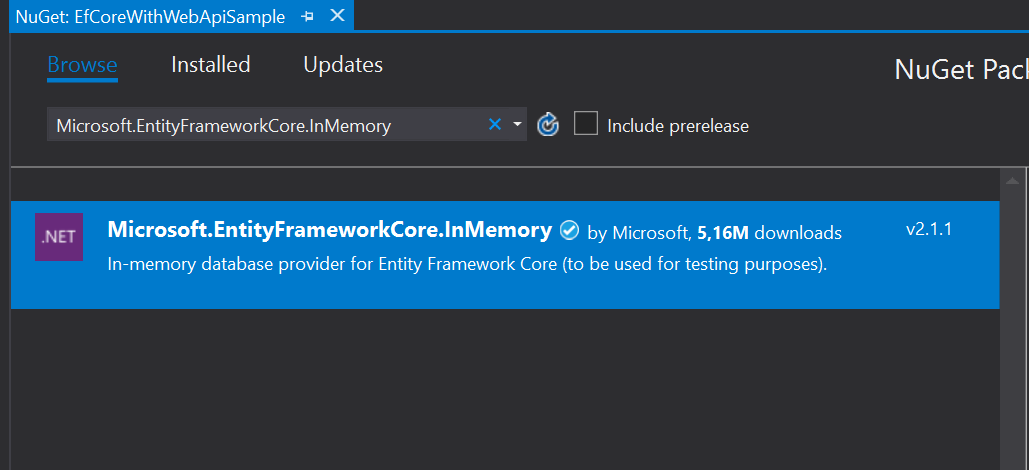 NuGet: EfCoreWithWebApiSample
Browse Installed Updates
NuGet Pac
Microsoft.EntityFrameworkCore.InMemory
Include prerelease
.NET
Microsoft.EntityFrameworkCore.InMemory by Microsoft, 5,16M downloads
v2.1.1
In-memory database provider for Entity Framework Core (to be used for testing purposes).